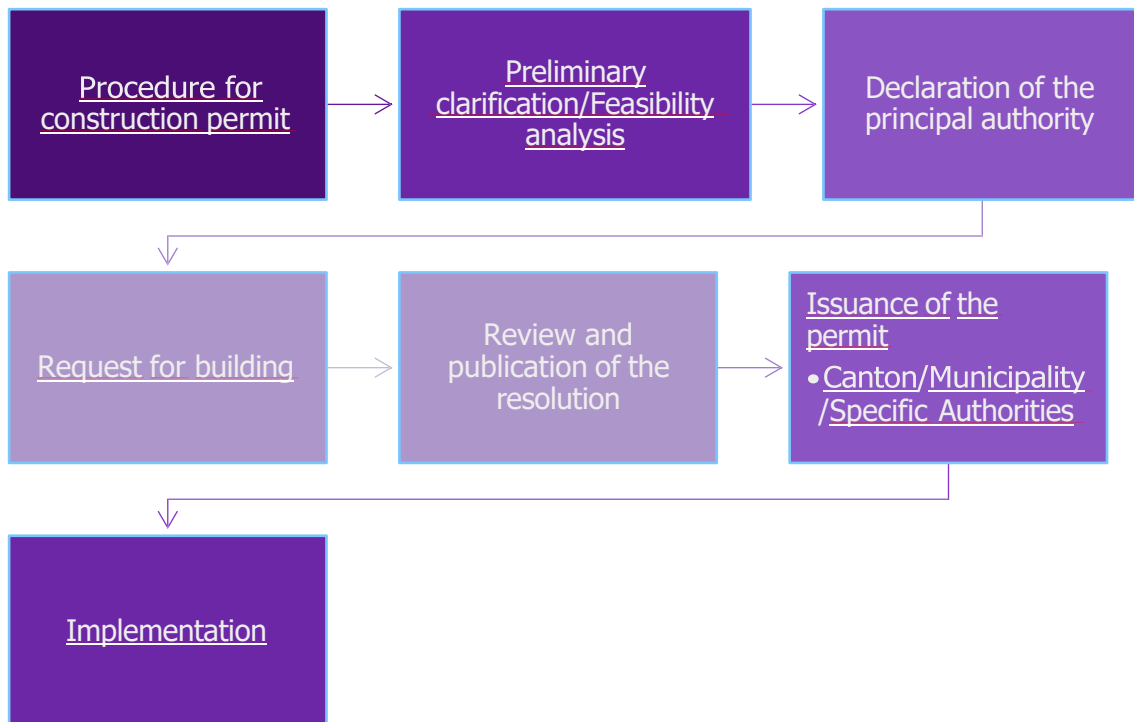 Procedure for
construction permit
Preliminary
clarification/Feasibility
analysis
Declaration of the
principal authority
Request for building
Review and
publication of the
resolution
Issuance of the
permit
•Canton/Municipality
/Specific Authorities
Implementation